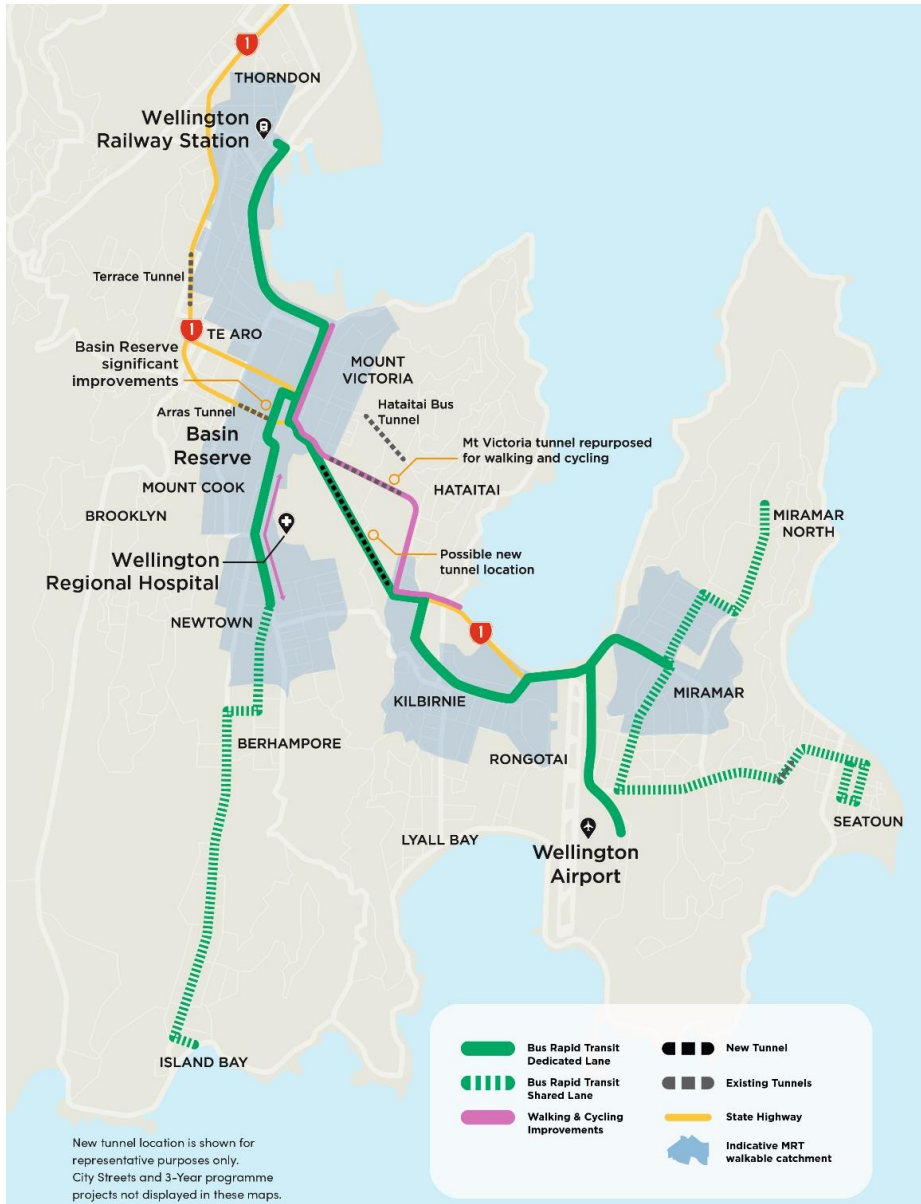 1
THORNDON
Wellington
Railway Station
Terrace Tunnel
1
TE ARO
Basin Reserve
significant
improvements
MOUNT
VICTORIA
Hataitai Bus
Tunnel
Arras Tunnel
Basin
Reserve
Mt Victoria tunnel repurposed
for walking and cycling
MOUNT COOK
HATAITAI
BROOKLYN
MIRAMAR
NORTH
Wellington
Regional Hospital
Possible new
tunnel location
NEWTOWN
1
KILBIRNIE
MIRAMAR
BERHAMPORE
RONGOTAI
SEATOUN
LYALL BAY
Wellington
Airport
ISLAND BAY
Bus Rapid Transit
Dedicated Lane
New Tunnel
Bus Rapid Transit
Shared Lane
Existing Tunnels
Walking & Cycling
Improvements
State Highway
Indicative MRT
walkable catchment
New tunnel location is shown for
representative purposes only.
City Streets and 3-Year programme
projects not displayed in these maps.